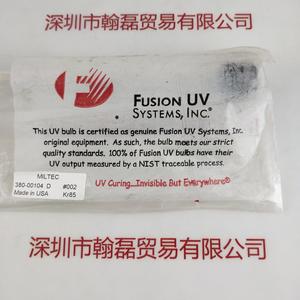 深圳市翰磊贸易有限公司
FUSION UV
SYSTEMS, INC.®
This UV bulb is certified as genuine Fusion UV Systems, Inc.
original equipment. As such, the bulb meets our strict
quality standards. 100% of Fusion UV bulbs have their
UV output measured by a NIST traceable process.
UV Curing...Invisible But Everywhere®
MILTEC
380-00104 D #002
Made in USA Kr85
深圳市翰磊贸易有限公司